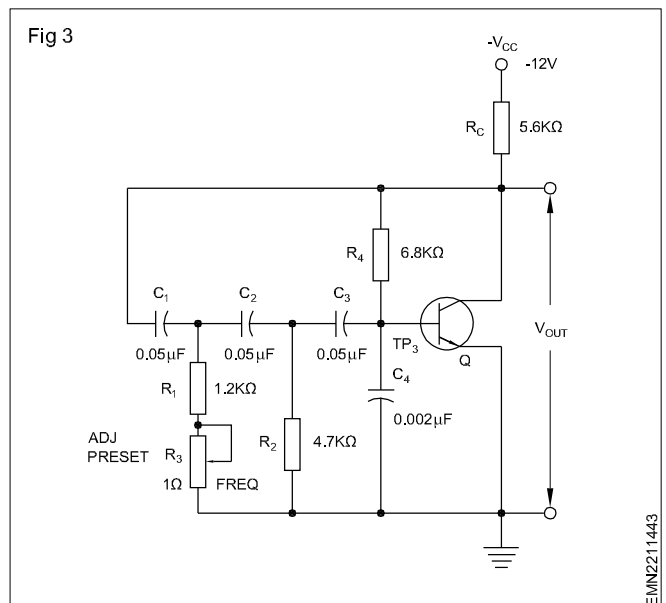 Fig 3
-VCC
-12V
RC 5.6KΩ
R4 6.8KΩ
C1 C2 C3
0.05µF 0.05µF 0.05µF
TP3
Q
VOUT
C4
0.002µF
R1 1.2KΩ
ADJ
PRESET
R3
1Ω FREQ
R2 4.7KΩ
EMN2211443